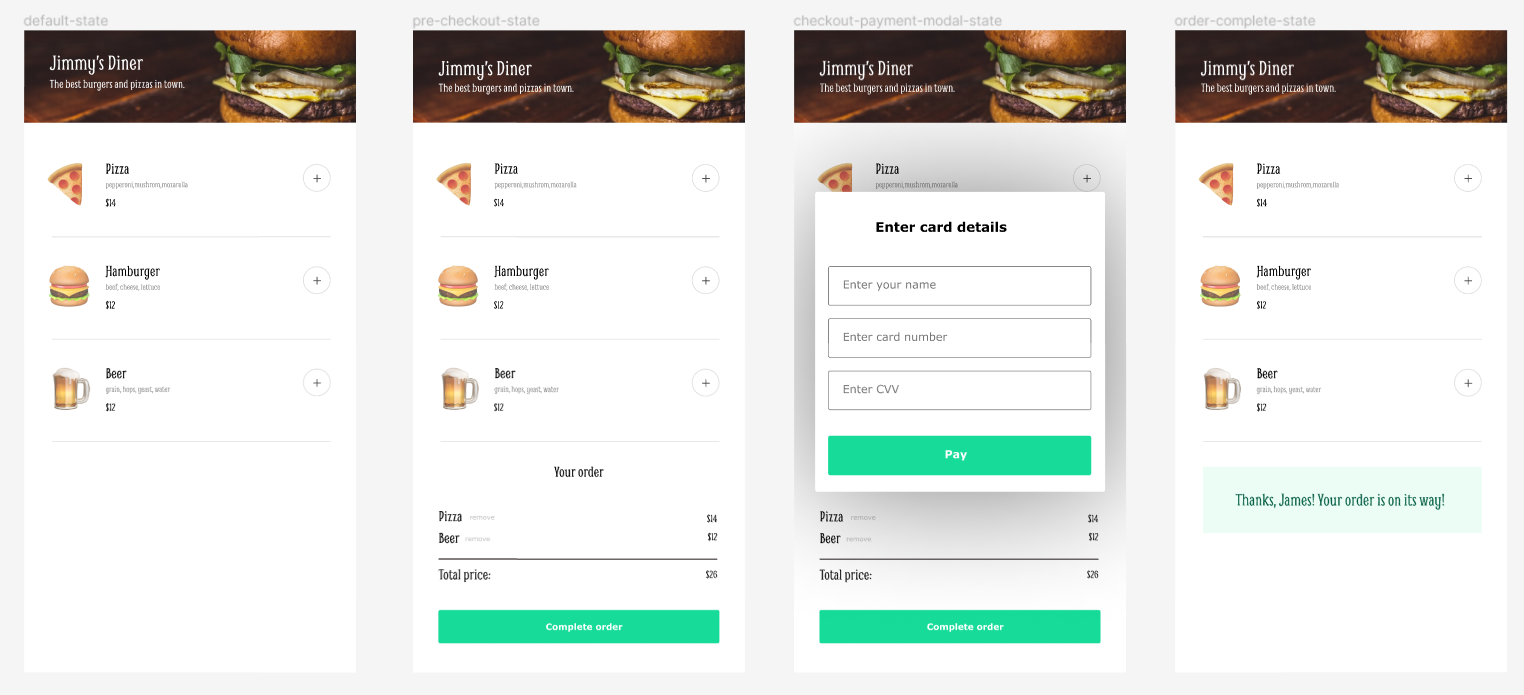 default-state
Jimmy's Diner
The best burgers and pizzas in town.
Pizza
pepperoni,mushrom,mozarella
$14
+
Hamburger
beef, cheese, lettuce
$12
+
Beer
grain, hops, yeast, water
$12
+
pre-checkout-state
Jimmy's Diner
The best burgers and pizzas in town.
Pizza
pepperoni,mushrom,mozarella
$14
+
Hamburger
beef, cheese, lettuce
$12
+
Beer
grain, hops, yeast, water
$12
+
Your order
Pizza remove $14
Beer remove $12
Total price: $26
Complete order
checkout-payment-modal-state
Jimmy's Diner
The best burgers and pizzas in town.
Pizza
pepperoni,mushrom,mozarella
+
Enter card details
Enter your name
Enter card number
Enter CVV
Pay
Pizza remove $14
Beer remove $12
Total price: $26
Complete order
order-complete-state
Jimmy's Diner
The best burgers and pizzas in town.
Pizza
pepperoni,mushrom,mozarella
$14
+
Hamburger
beef, cheese, lettuce
$12
+
Beer
grain, hops, yeast, water
$12
+
Thanks, James! Your order is on its way!